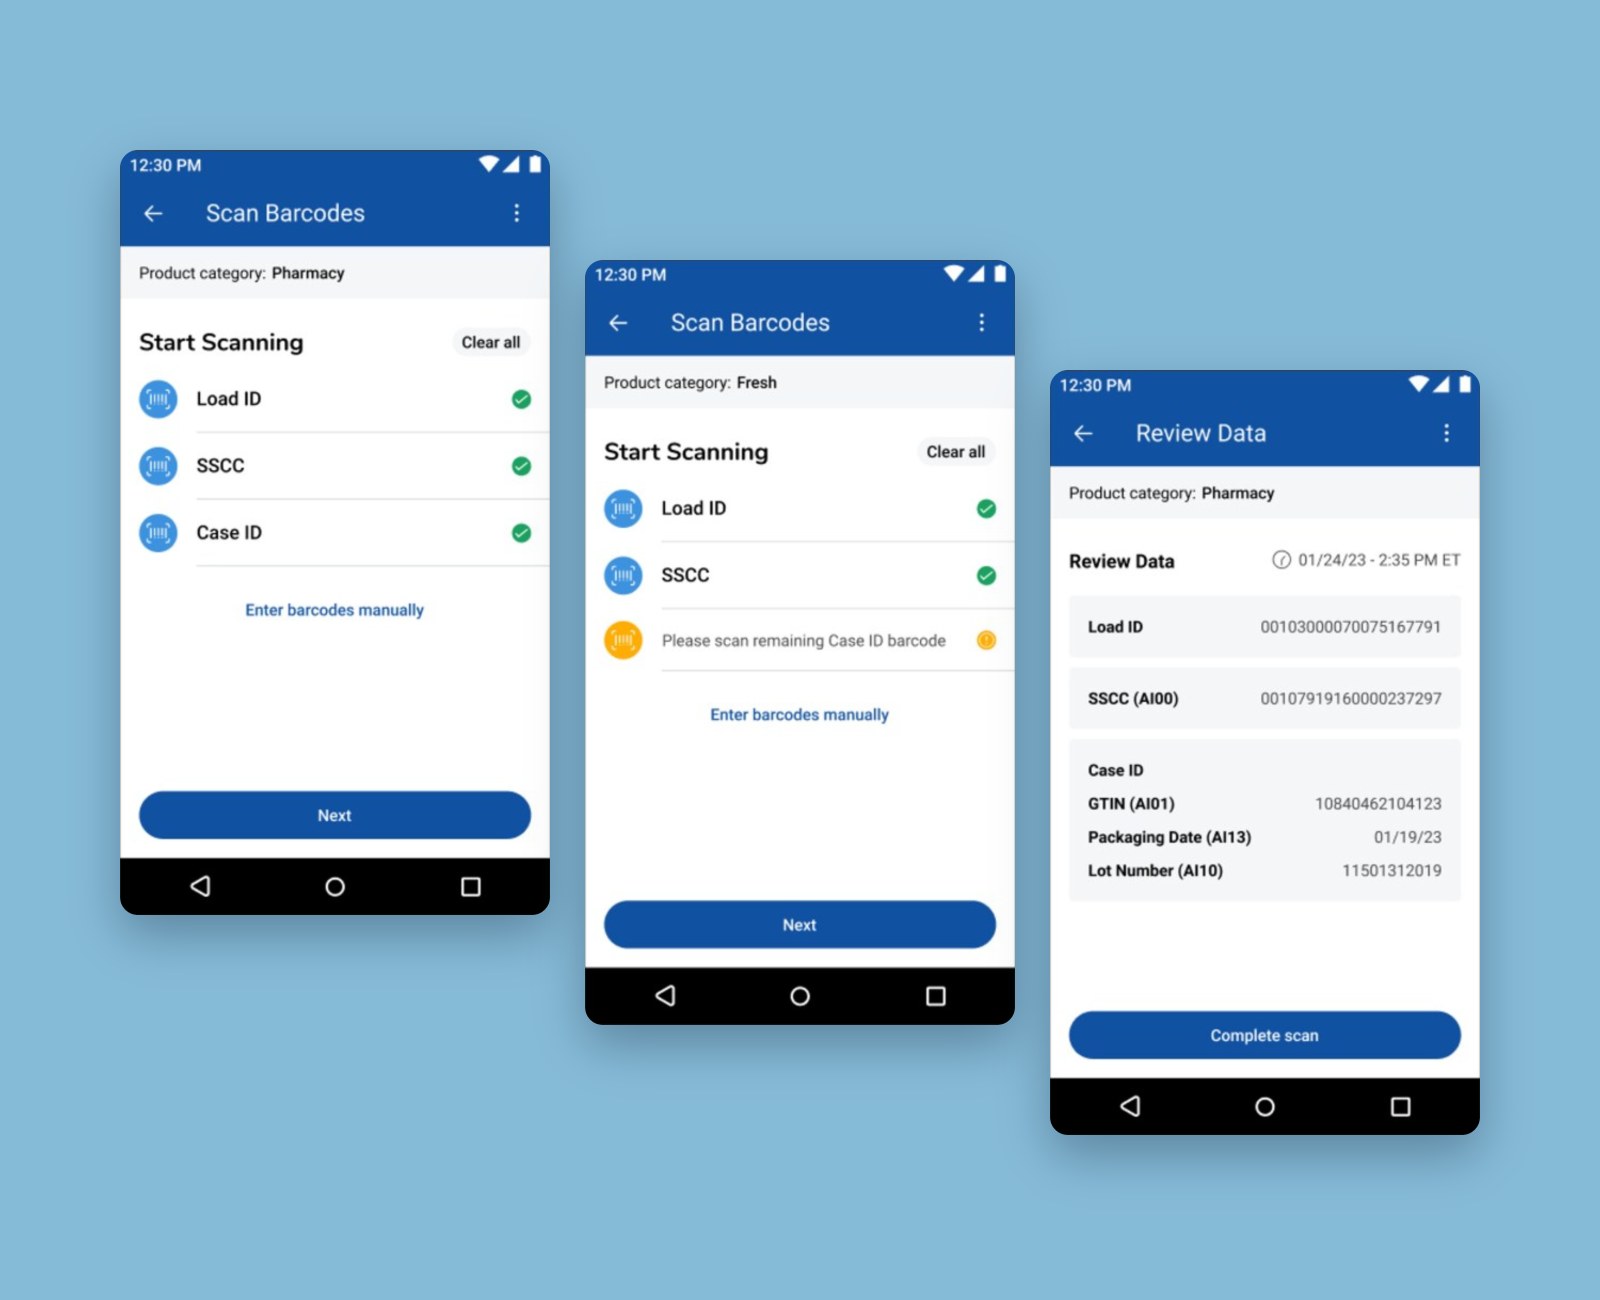 12:30 PM
Scan Barcodes
Product category: Pharmacy
Start Scanning
Clear all
Load ID
SSCC
Case ID
Enter barcodes manually
Next
12:30 PM
Scan Barcodes
Product category: Fresh
Start Scanning
Clear all
Load ID
SSCC
Please scan remaining Case ID barcode
Enter barcodes manually
Next
12:30 PM
Review Data
Product category: Pharmacy
Review Data
01/24/23 - 2:35 PM ET
Load ID 00103000070075167791
SSCC (AI00) 00107919160000237297
Case ID
GTIN (AI01) 10840462104123
Packaging Date (AI13) 01/19/23
Lot Number (AI10) 11501312019
Complete scan